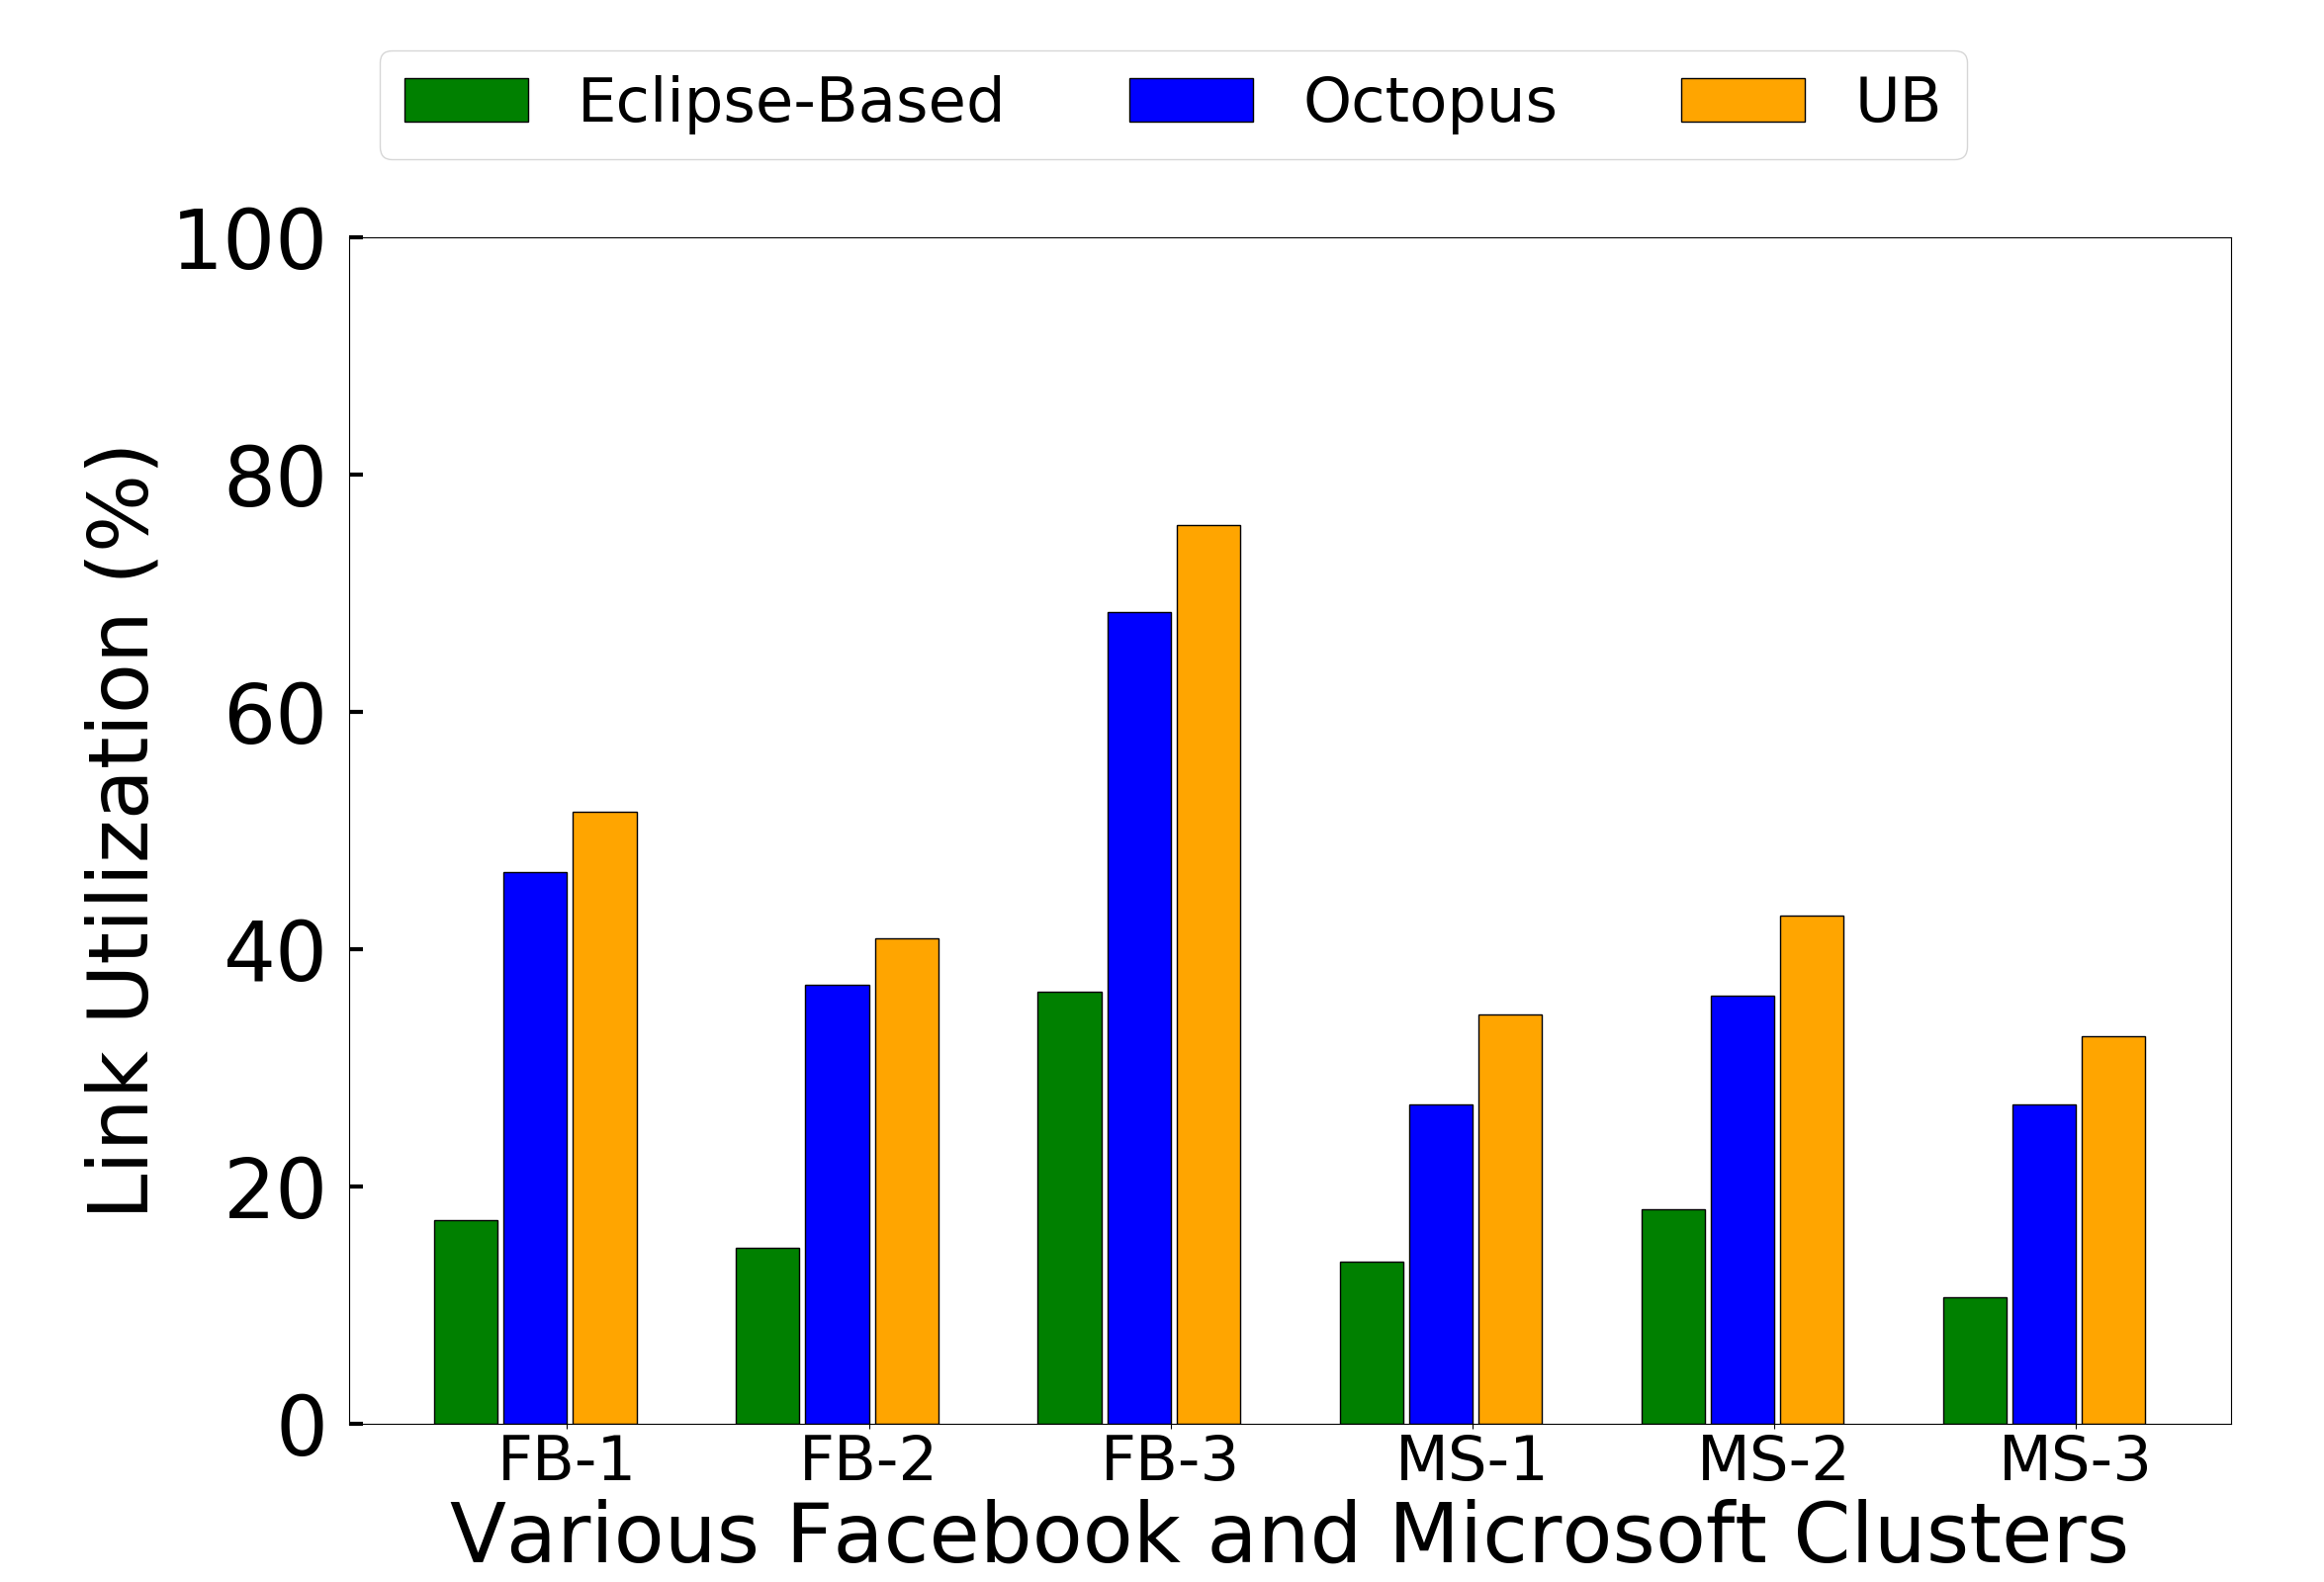 Eclipse-Based Octopus UB
100
80
60
40
20
0
Link Utilization (%)
FB-1 FB-2 FB-3 MS-1 MS-2 MS-3
Various Facebook and Microsoft Clusters